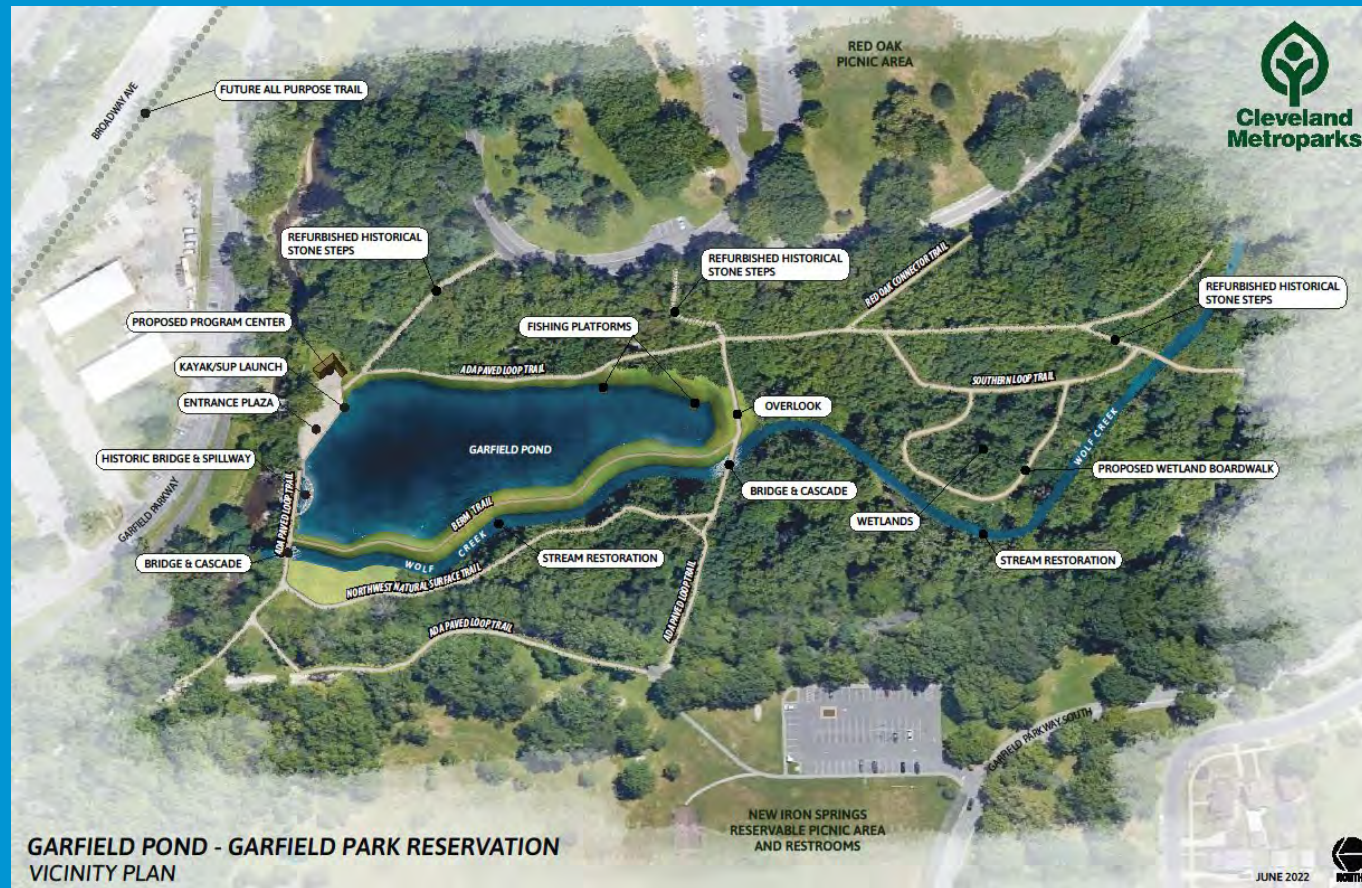 RED OAK
PICNIC AREA
Cleveland
Metroparks
FUTURE ALL PURPOSE TRAIL
BROADWAY AVE
REFURBISHED HISTORICAL
STONE STEPS
REFURBISHED HISTORICAL
STONE STEPS
RED OAK CONNECTOR TRAIL
REFURBISHED HISTORICAL
STONE STEPS
PROPOSED PROGRAM CENTER
FISHING PLATFORMS
KAYAK/SUP LAUNCH
ADA PAVED LOOP TRAIL
SOUTHERN LOOP TRAIL
ENTRANCE PLAZA
OVERLOOK
WOLF CREEK
GARFIELD POND
HISTORIC BRIDGE & SPILLWAY
PROPOSED WETLAND BOARDWALK
BRIDGE & CASCADE
GARFIELD PARKWAY
ADA PAVED LOOP TRAIL
BERM TRAIL
WETLANDS
BRIDGE & CASCADE
WOLF CREEK
STREAM RESTORATION
STREAM RESTORATION
NORTHWEST NATURAL SURFACE TRAIL
ADA PAVED LOOP TRAIL
ADA PAVED LOOP TRAIL
GARFIELD PARKWAY SOUTH
NEW IRON SPRINGS
RESERVABLE PICNIC AREA
AND RESTROOMS
GARFIELD POND - GARFIELD PARK RESERVATION
VICINITY PLAN
JUNE 2022
NORTH